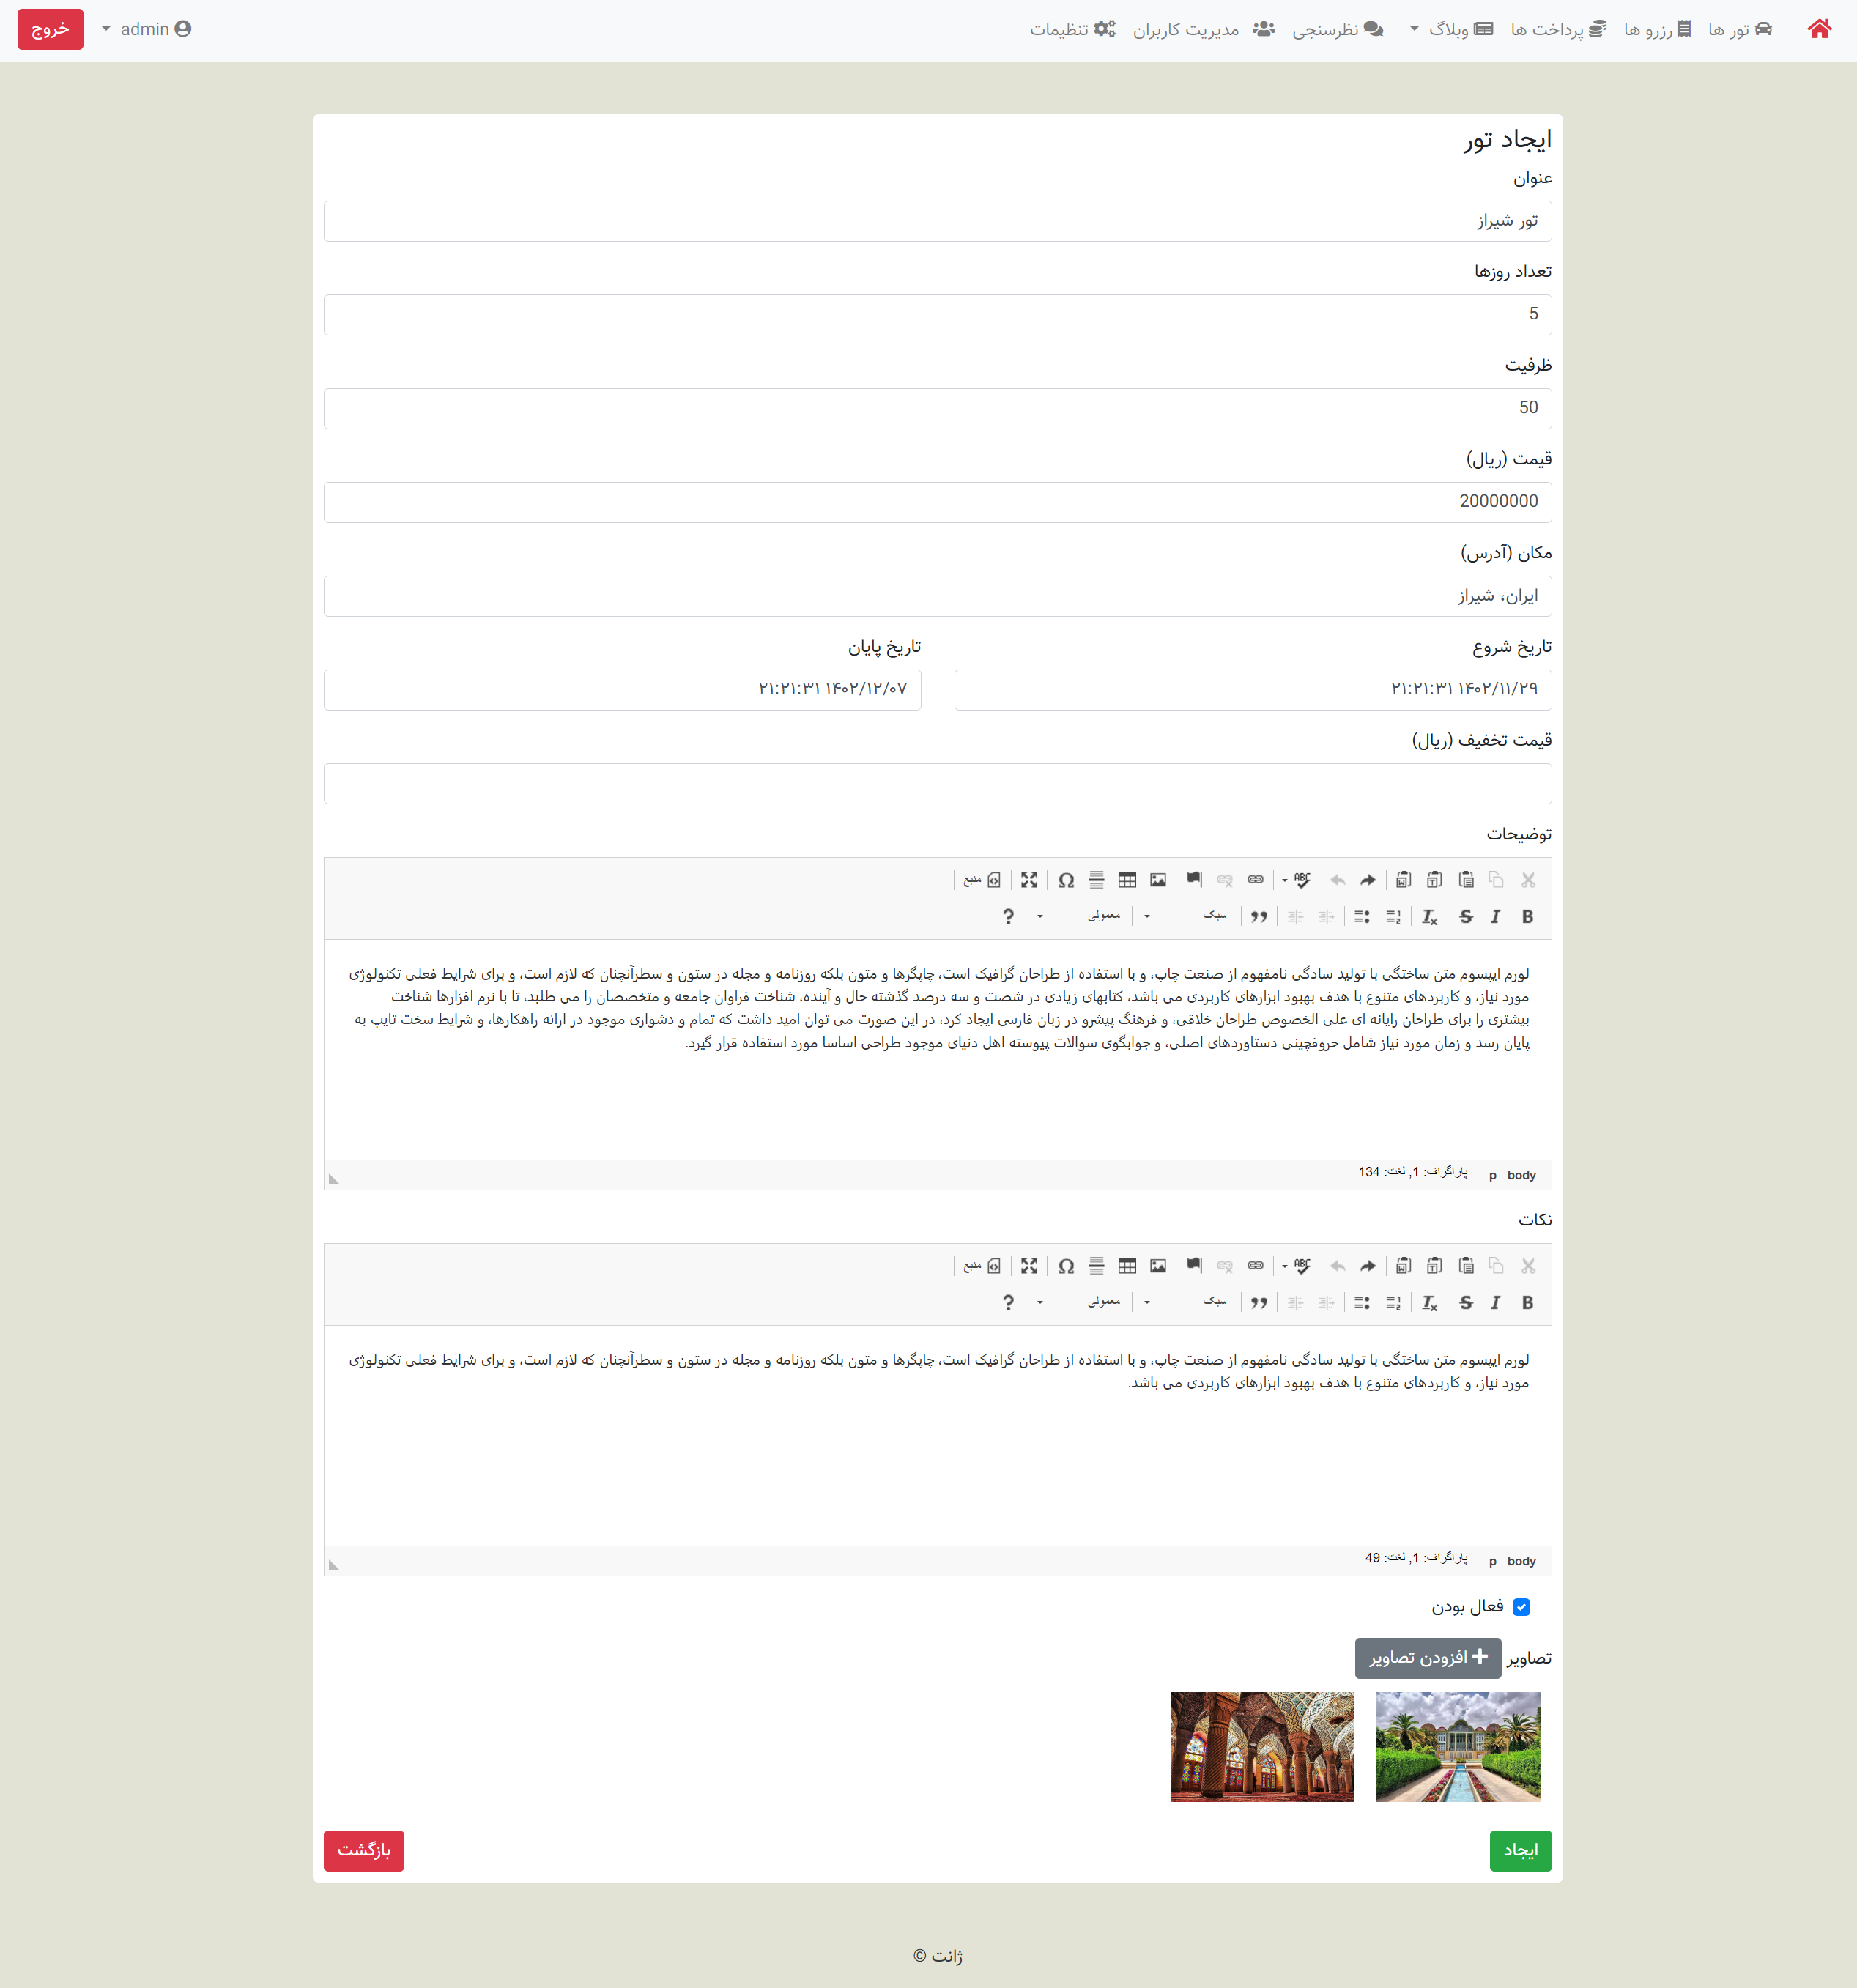 تور ها
رزرو ها
پرداخت ها
وبلاگ
نظرسنجی
مدیریت کاربران
تنظیمات
admin
خروج
ایجاد تور
عنوان
تور شیراز
تعداد روزها
5
ظرفیت
50
قیمت (ریال)
20000000
مکان (آدرس)
ایران، شیراز
تاریخ شروع
۱۴۰۲/۱۱/۲۹ ۲۱:۲۱:۳۱
تاریخ پایان
۱۴۰۲/۱۲/۰۷ ۲۱:۲۱:۳۱
قیمت تخفیف (ریال)
توضیحات
منبع
سبک
معمولی
لورم ایپسوم متن ساختگی با تولید سادگی نامفهوم از صنعت چاپ، و با استفاده از طراحان گرافیک است، چاپگرها و متون بلکه روزنامه و مجله در ستون و سطرآنچنان که لازم است، و برای شرایط فعلی تکنولوژی
مورد نیاز، و کاربردهای متنوع با هدف بهبود ابزارهای کاربردی می باشد، کتابهای زیادی در شصت و سه درصد گذشته حال و آینده، شناخت فراوان جامعه و متخصصان را می طلبد، تا با نرم افزارها شناخت
بیشتری را برای طراحان رایانه ای علی الخصوص طراحان خلاقی، و فرهنگ پیشرو در زبان فارسی ایجاد کرد، در این صورت می توان امید داشت که تمام و دشواری موجود در ارائه راهکارها، و شرایط سخت تایپ به
پایان رسد و زمان مورد نیاز شامل حروفچینی دستاوردهای اصلی، و جوابگوی سوالات پیوسته اهل دنیای موجود طراحی اساسا مورد استفاده قرار گیرد.
body p پاراگراف: 1, لغت: 134
نکات
منبع
سبک
معمولی
لورم ایپسوم متن ساختگی با تولید سادگی نامفهوم از صنعت چاپ، و با استفاده از طراحان گرافیک است، چاپگرها و متون بلکه روزنامه و مجله در ستون و سطرآنچنان که لازم است، و برای شرایط فعلی تکنولوژی
مورد نیاز، و کاربردهای متنوع با هدف بهبود ابزارهای کاربردی می باشد.
body p پاراگراف: 1, لغت: 49
فعال بودن
تصاویر
افزودن تصاویر
ایجاد
بازگشت
ژانت ©